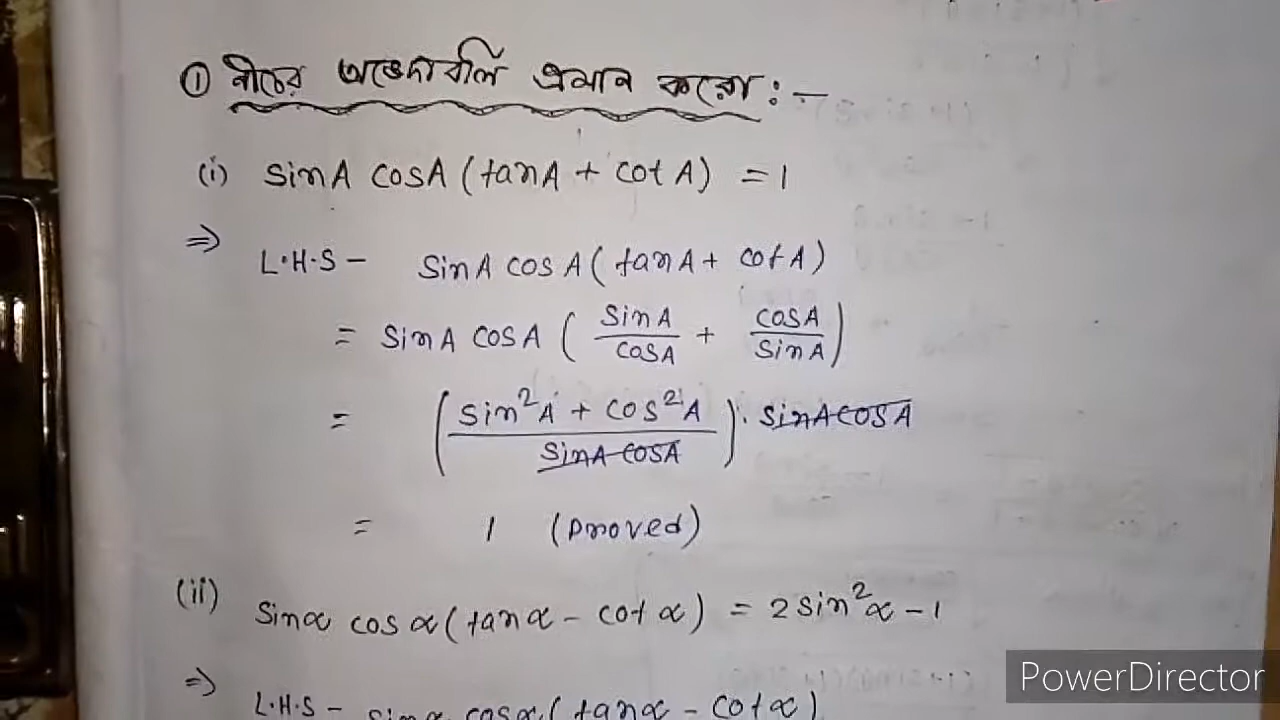 ① নীচের অভেদাবলি প্রমান করো :—
(i) sinA cosA (tanA + cotA) = 1
⇒ L.H.S – sinA cosA (tanA + cotA)
= sinA cosA (sinA/cosA + cosA/sinA)
= ((sin²A + cos²A)/(sinA cosA)) · sinA cosA
= 1 (proved)
(ii) sinα cosα (tanα – cotα) = 2sin²α – 1
⇒ L.H.S – sinα cosα (tanα – cotα)
PowerDirector